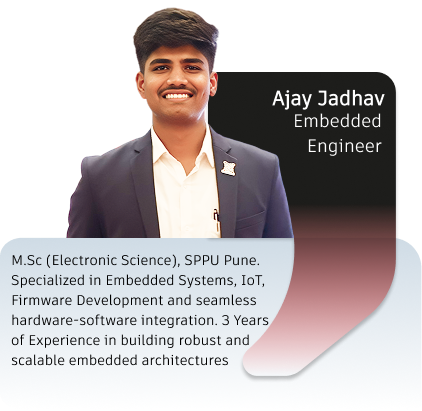 Ajay Jadhav
Embedded
Engineer
M.Sc (Electronic Science), SPPU Pune.
Specialized in Embedded Systems, IoT,
Firmware Development and seamless
hardware-software integration. 3 Years
of Experience in building robust and
scalable embedded architectures